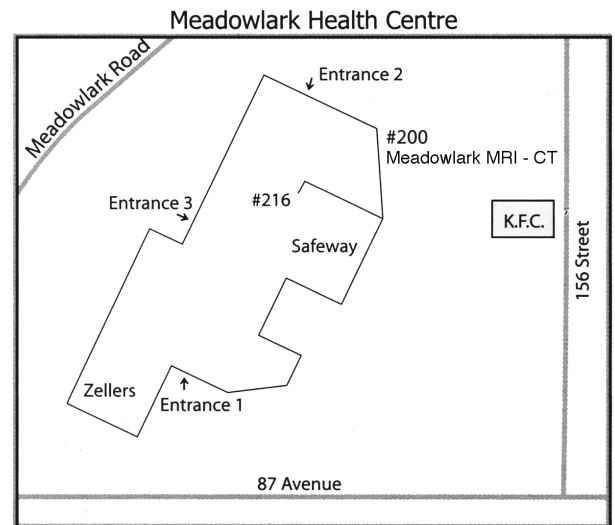 Meadowlark Health Centre
Meadowlark Road
Entrance 2
#200
Meadowlark MRI - CT
Entrance 3
#216
K.F.C.
Safeway
156 Street
Zellers
Entrance 1
87 Avenue